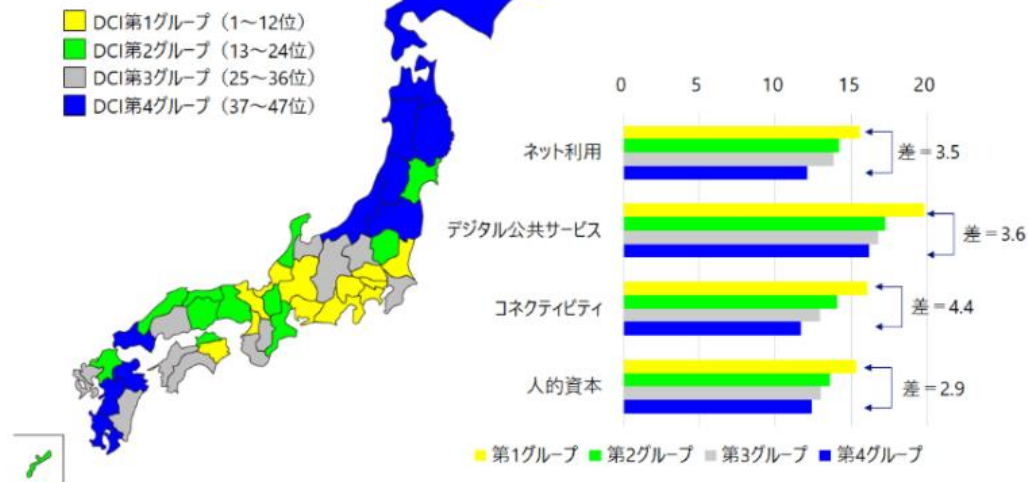 DCI第1グループ（1～12位）
DCI第2グループ（13～24位）
DCI第3グループ（25～36位）
DCI第4グループ（37～47位）
0 5 10 15 20
ネット利用
差＝3.5
デジタル公共サービス
差＝3.6
コネクティビティ
差＝4.4
人的資本
差＝2.9
第1グループ 第2グループ 第3グループ 第4グループ